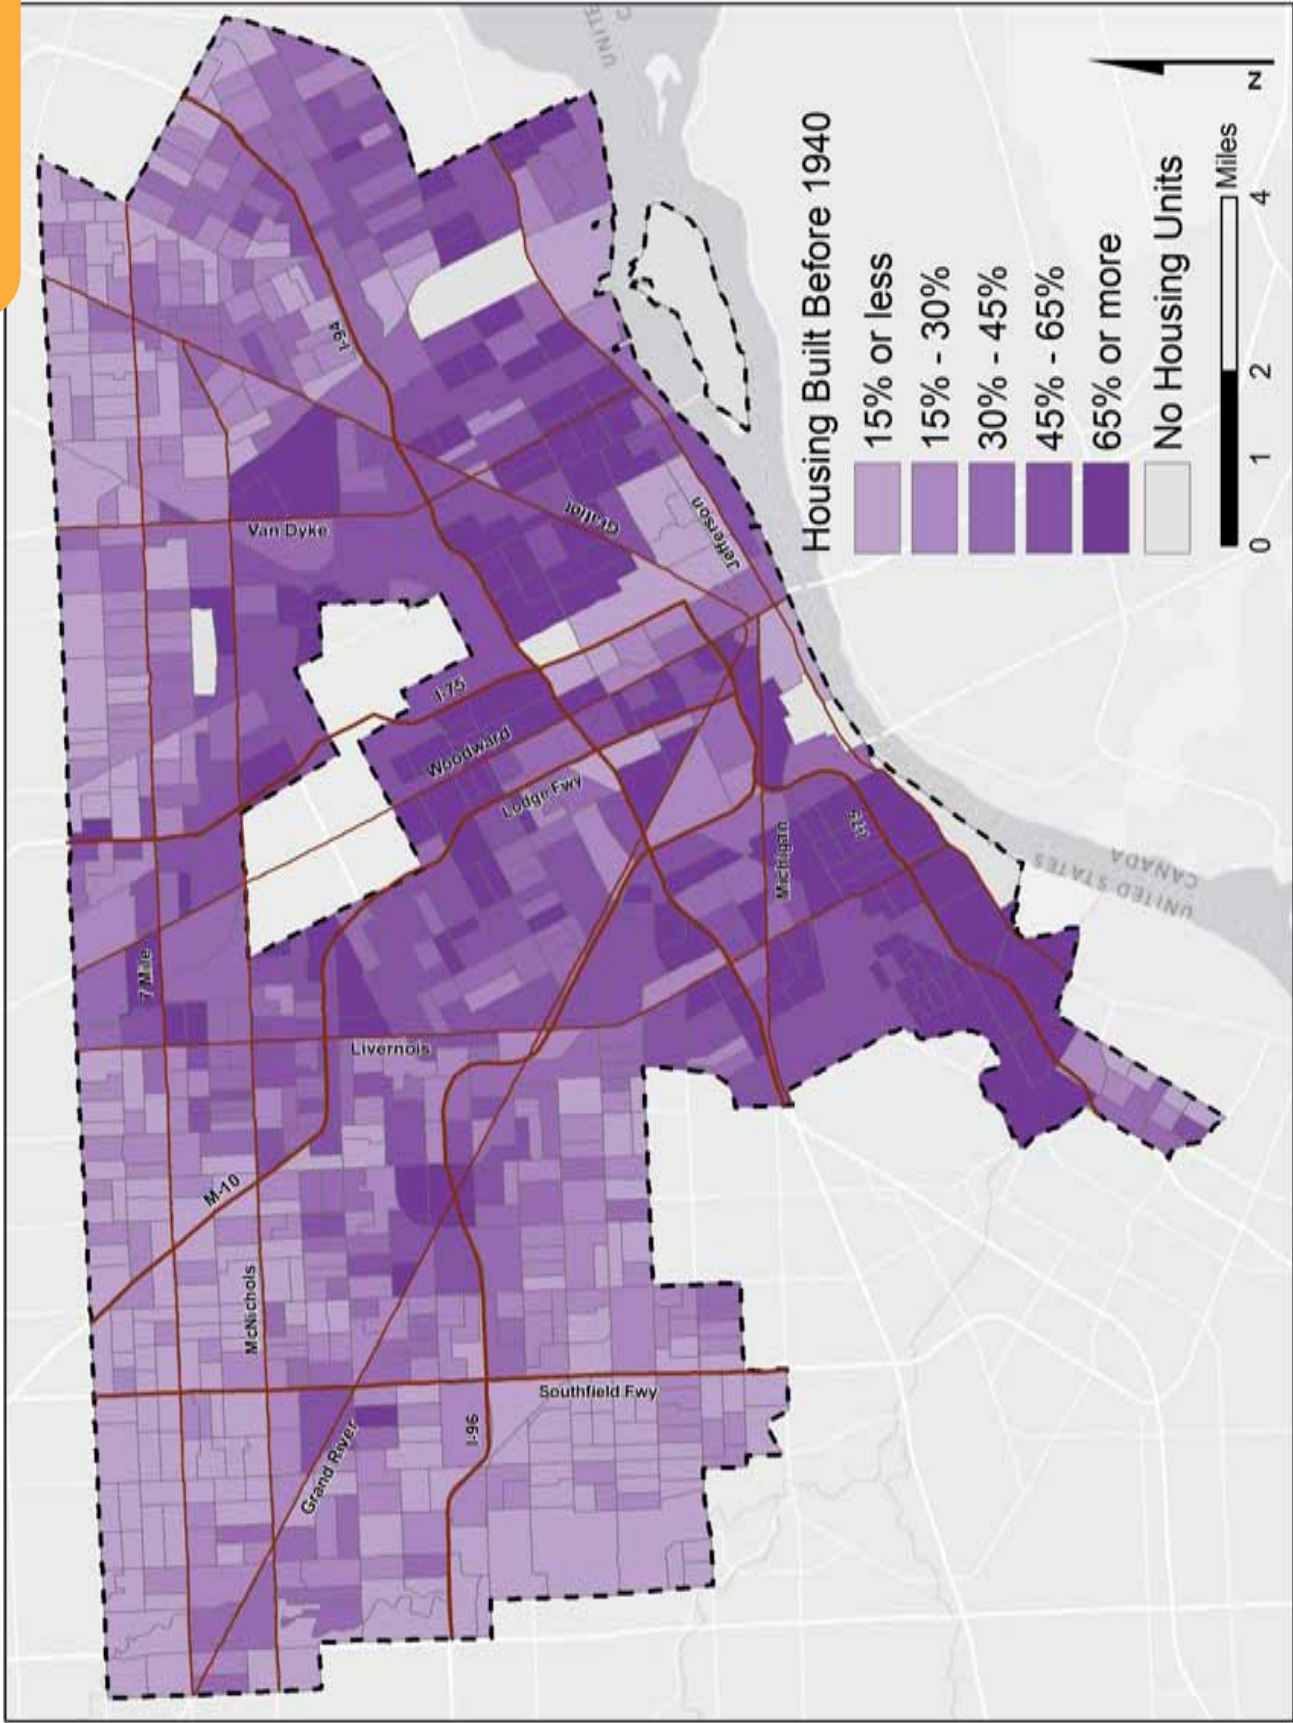 UNITE
C
I-94
Van Dyke
Gratiot
Jefferson
I-75
Woodward
Lodge Fwy
7 Mile
Livernois
Michigan
I-75
M-10
McNichols
Grand River
I-96
Southfield Fwy
UNITED STATES
CANADA
Housing Built Before 1940
15% or less
15% - 30%
30% - 45%
45% - 65%
65% or more
No Housing Units
0 1 2 4 Miles
N